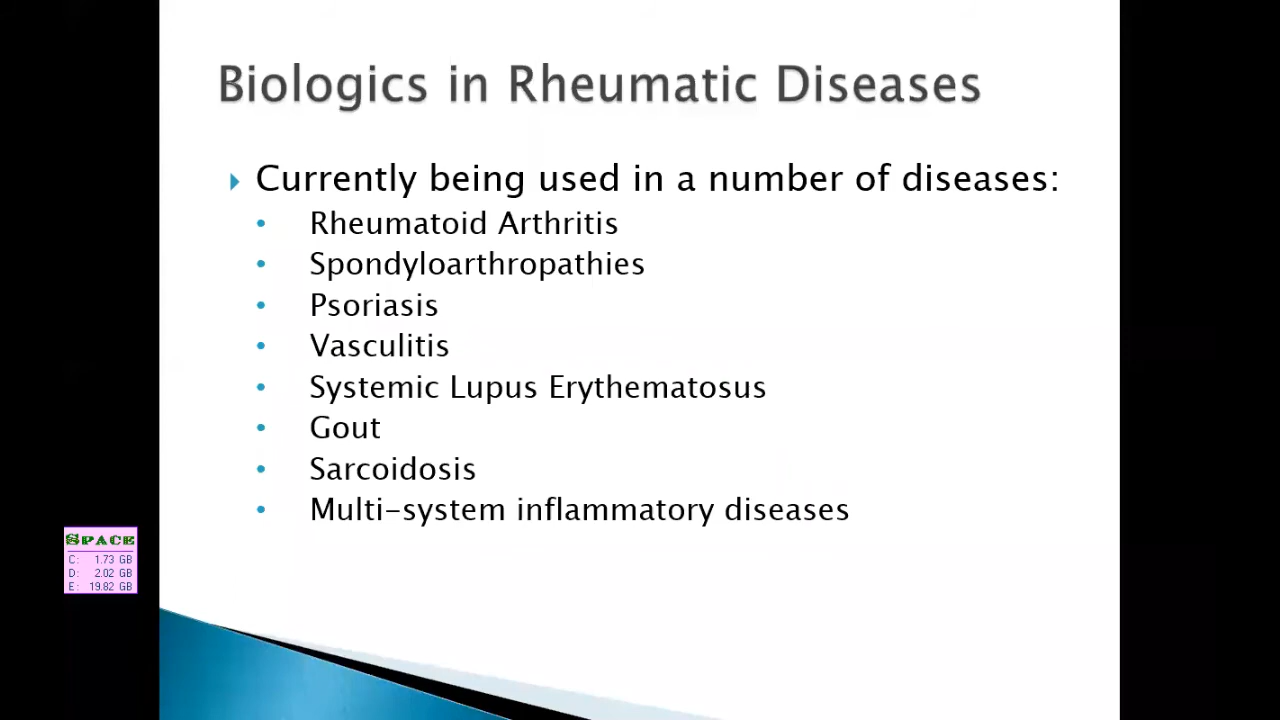 Biologics in Rheumatic Diseases
Currently being used in a number of diseases:
Rheumatoid Arthritis
Spondyloarthropathies
Psoriasis
Vasculitis
Systemic Lupus Erythematosus
Gout
Sarcoidosis
Multi-system inflammatory diseases
SPACE
C: 1.73 GB
D: 2.02 GB
E: 19.82 GB